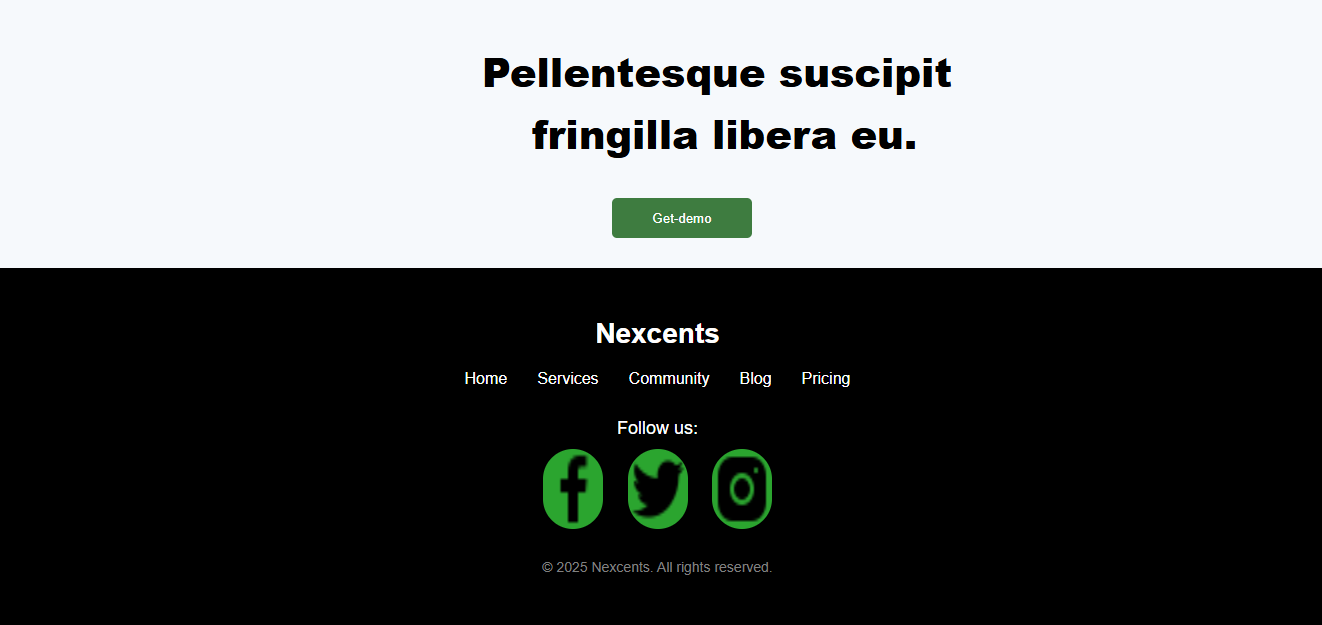 Pellentesque suscipit
fringilla libera eu.
Get-demo
Nexcents
Home Services Community Blog Pricing
Follow us:
© 2025 Nexcents. All rights reserved.